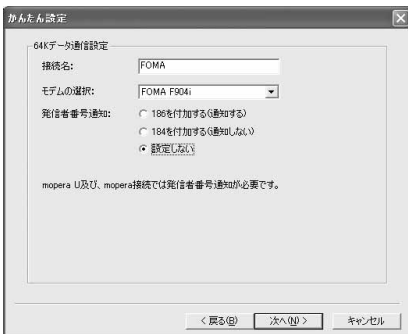 かんたん設定
64Kデータ通信設定
接続名: FOMA
モデムの選択: FOMA F904i
発信者番号通知: 186を付加する(通知する)
184を付加する(通知しない)
設定しない
mopera U及び、mopera接続では発信者番号通知が必要です。
< 戻る(B) 次へ(N) > キャンセル